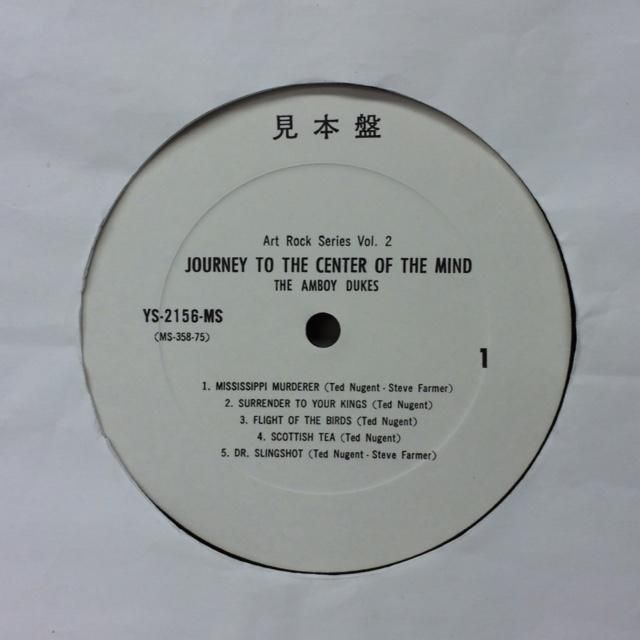 見本盤
Art Rock Series Vol. 2
JOURNEY TO THE CENTER OF THE MIND
THE AMBOY DUKES
YS-2156-MS
(MS-358-75)
1
1. MISSISSIPPI MURDERER (Ted Nugent - Steve Farmer)
2. SURRENDER TO YOUR KINGS (Ted Nugent)
3. FLIGHT OF THE BIRDS (Ted Nugent)
4. SCOTTISH TEA (Ted Nugent)
5. DR. SLINGSHOT (Ted Nugent - Steve Farmer)